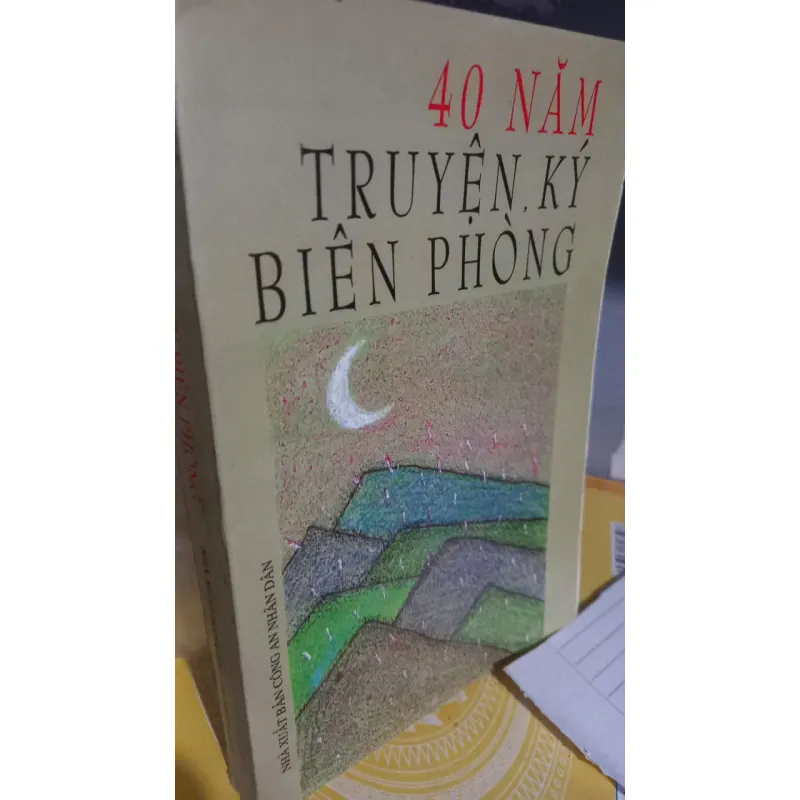 40 NĂM
TRUYỆN, KÝ
BIÊN PHÒNG
NHÀ XUẤT BẢN CÔNG AN NHÂN DÂN